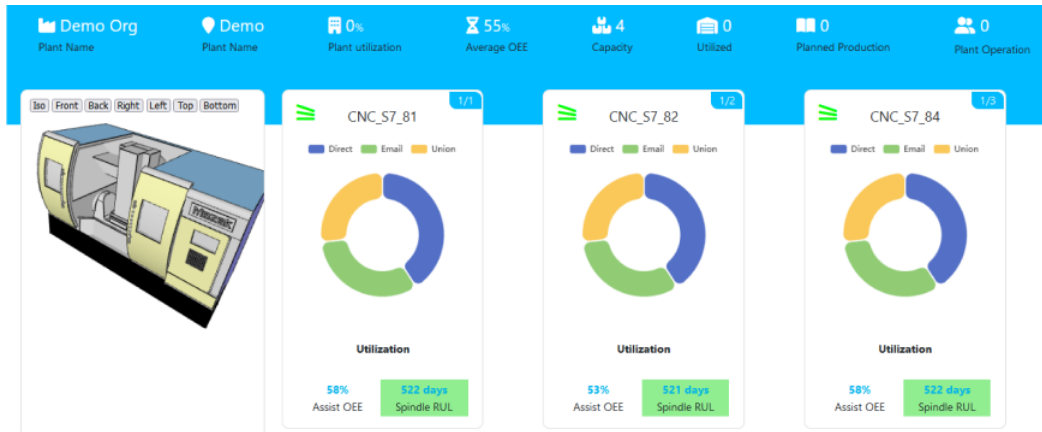 Demo Org
Plant Name
Demo
Plant Name
0%
Plant utilization
55%
Average OEE
4
Capacity
0
Utilized
0
Planned Production
0
Plant Operation
Iso Front Back Right Left Top Bottom
Mazak
1/1
CNC_S7_81
Direct Email Union
Utilization
58%
Assist OEE
522 days
Spindle RUL
1/2
CNC_S7_82
Direct Email Union
Utilization
53%
Assist OEE
521 days
Spindle RUL
1/3
CNC_S7_84
Direct Email Union
Utilization
58%
Assist OEE
522 days
Spindle RUL